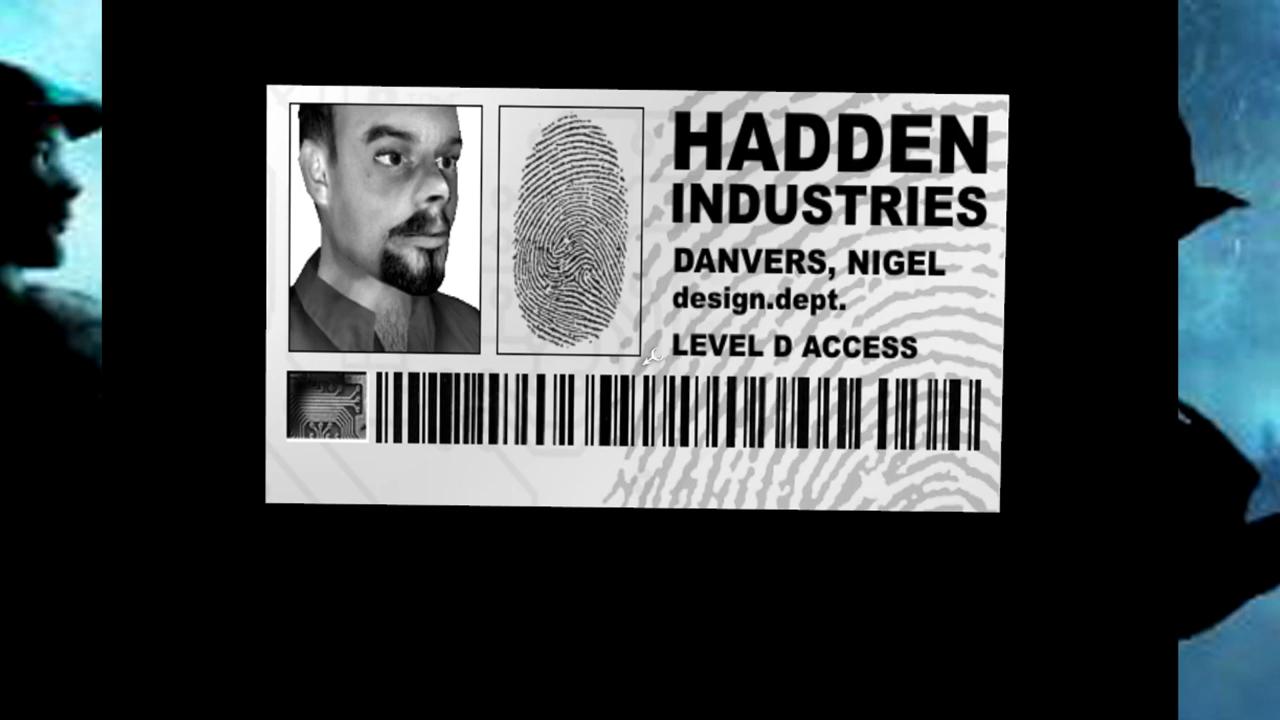 HADDEN
INDUSTRIES
DANVERS, NIGEL
design.dept.
LEVEL D ACCESS